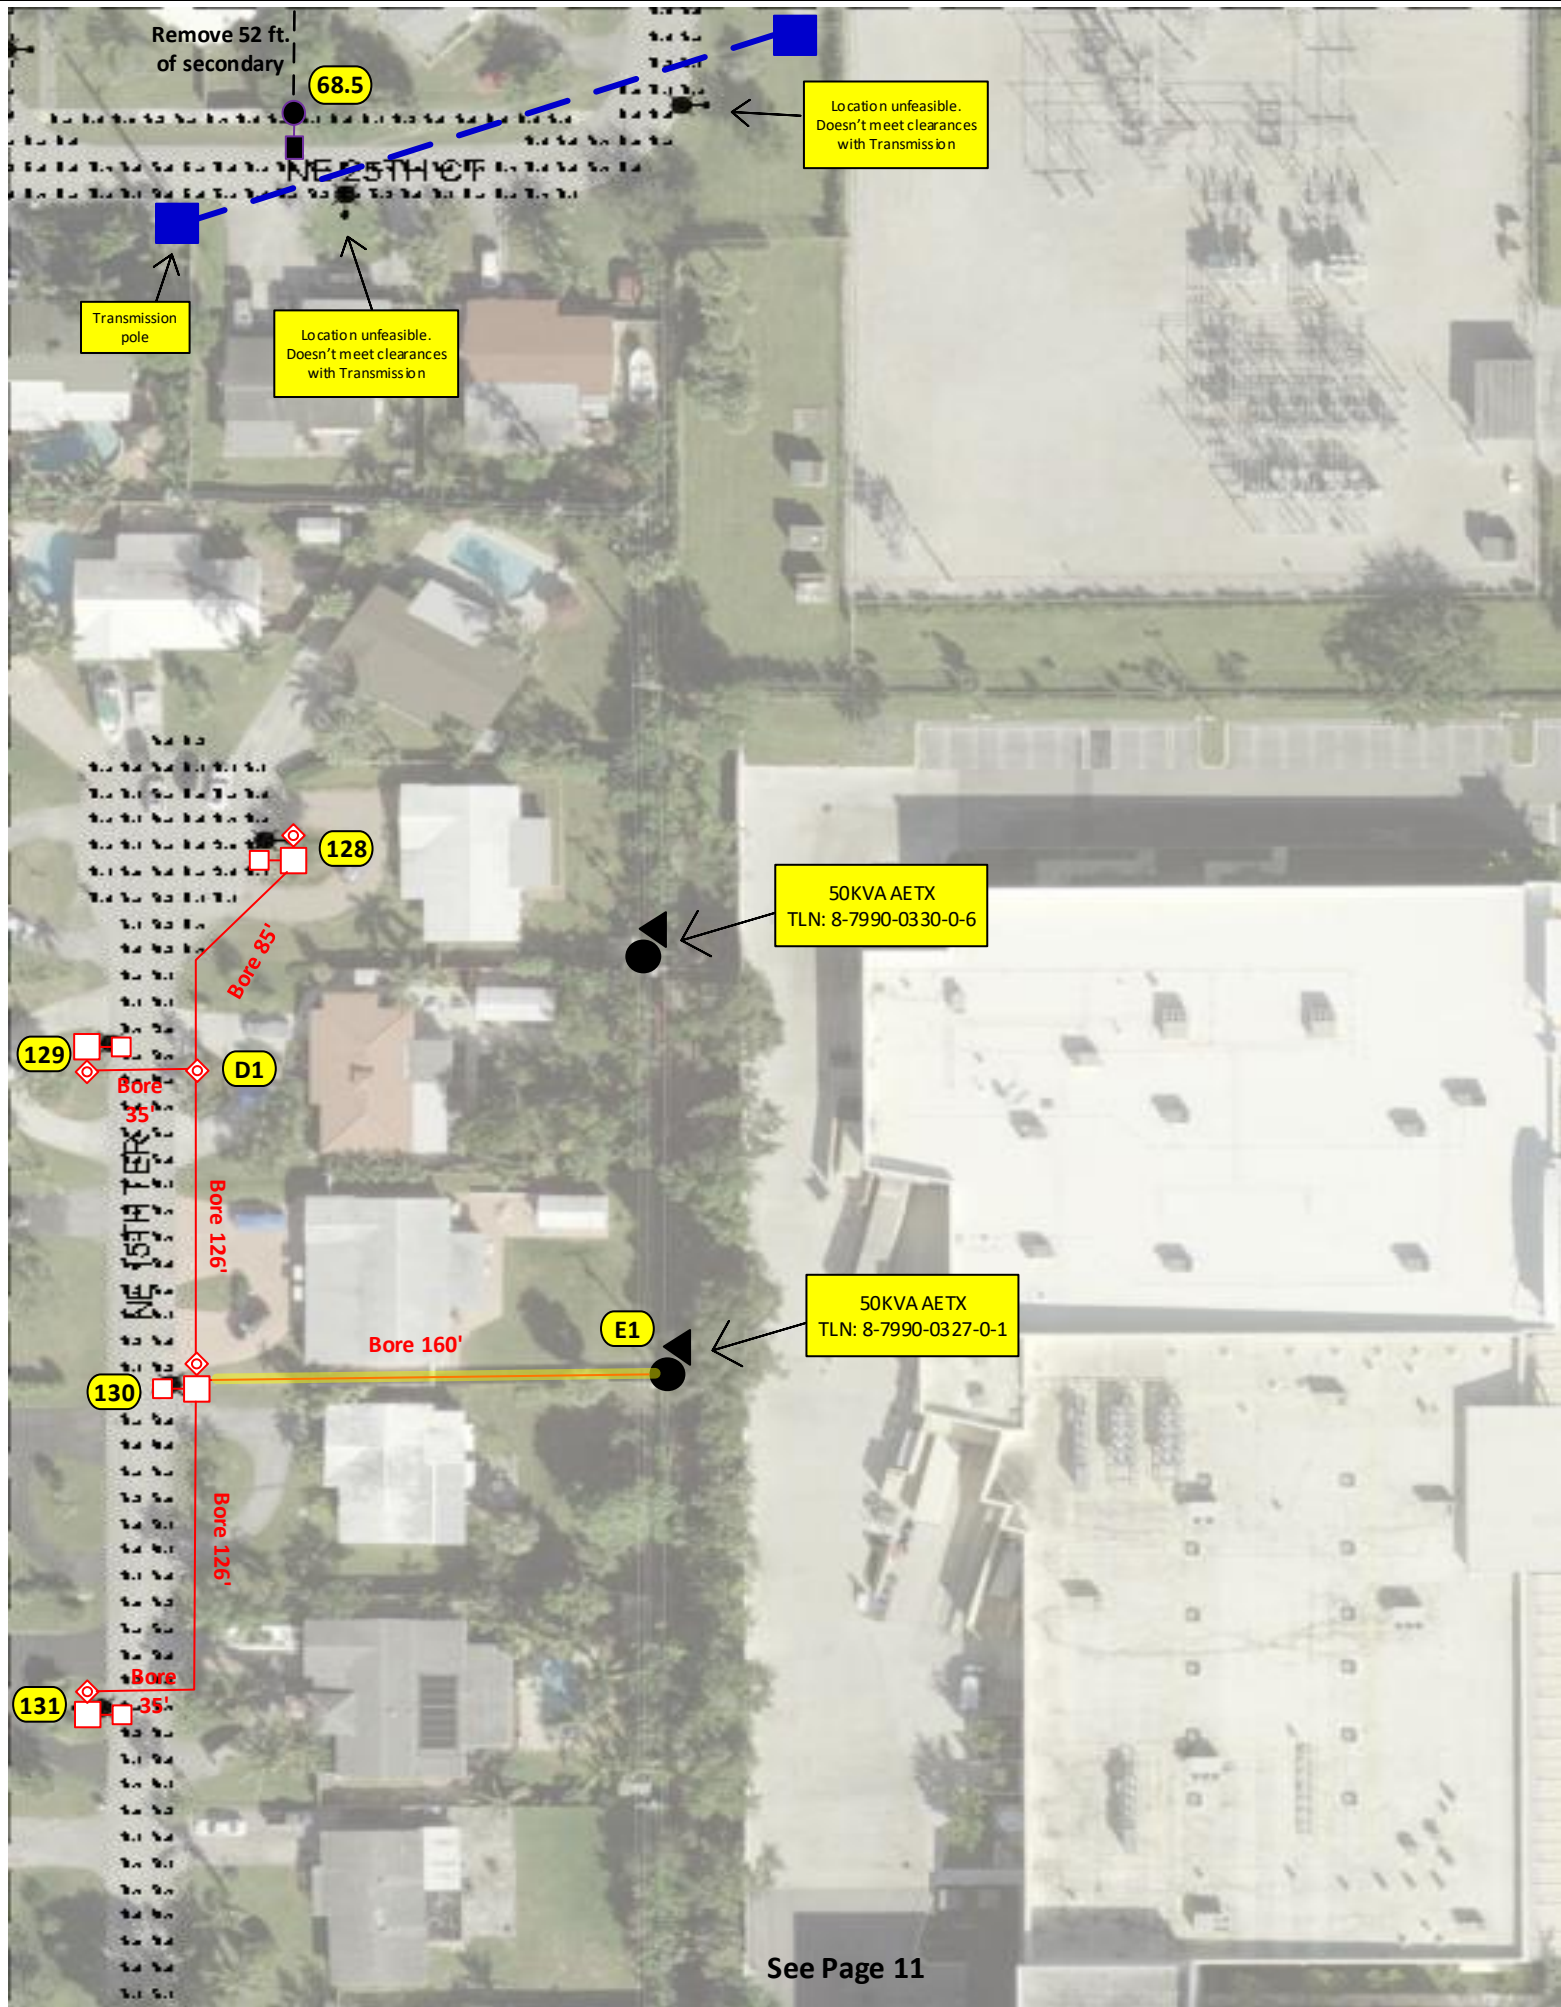 Remove 52 ft.
of secondary
68.5
Location unfeasible.
Doesn't meet clearances
with Transmission
NE 25TH CT
Transmission
pole
Location unfeasible.
Doesn't meet clearances
with Transmission
128
50KVA AETX
TLN: 8-7990-0330-0-6
Bore 85'
129
D1
Bore
35'
NE 15TH TER
Bore 126'
E1
50KVA AETX
TLN: 8-7990-0327-0-1
Bore 160'
130
Bore 126'
Bore
35'
131
See Page 11